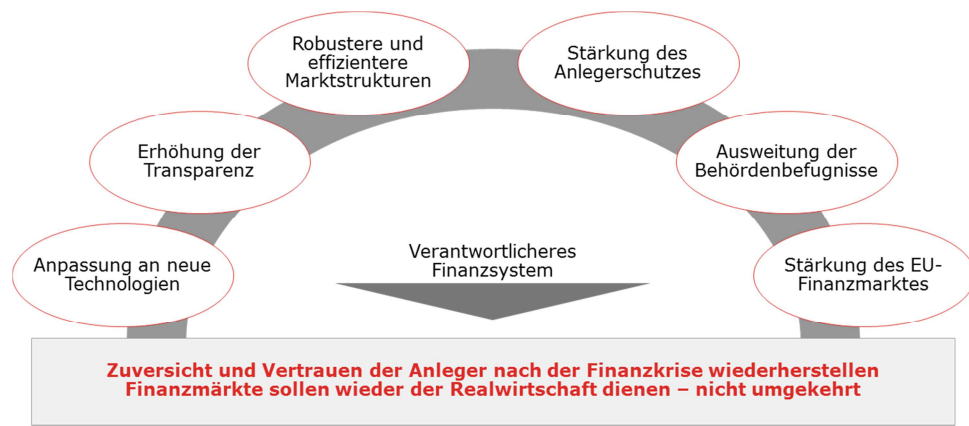 Robustere und
effizientere
Marktstrukturen
Stärkung des
Anlegerschutzes
Erhöhung der
Transparenz
Ausweitung der
Behördenbefugnisse
Anpassung an neue
Technologien
Verantwortlicheres
Finanzsystem
Stärkung des EU-
Finanzmarktes
Zuversicht und Vertrauen der Anleger nach der Finanzkrise wiederherstellen
Finanzmärkte sollen wieder der Realwirtschaft dienen – nicht umgekehrt